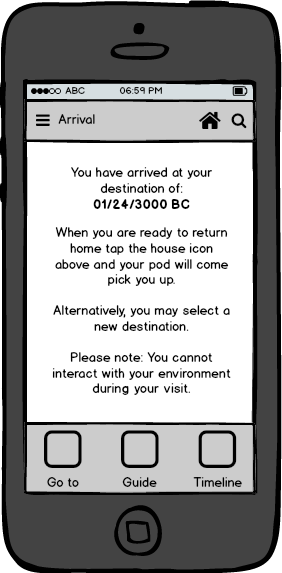 ABC 06:59 PM
Arrival
You have arrived at your
destination of:
01/24/3000 BC
When you are ready to return
home tap the house icon
above and your pod will come
pick you up.
Alternatively, you may select a
new destination.
Please note: You cannot
interact with your environment
during your visit.
Go to Guide Timeline